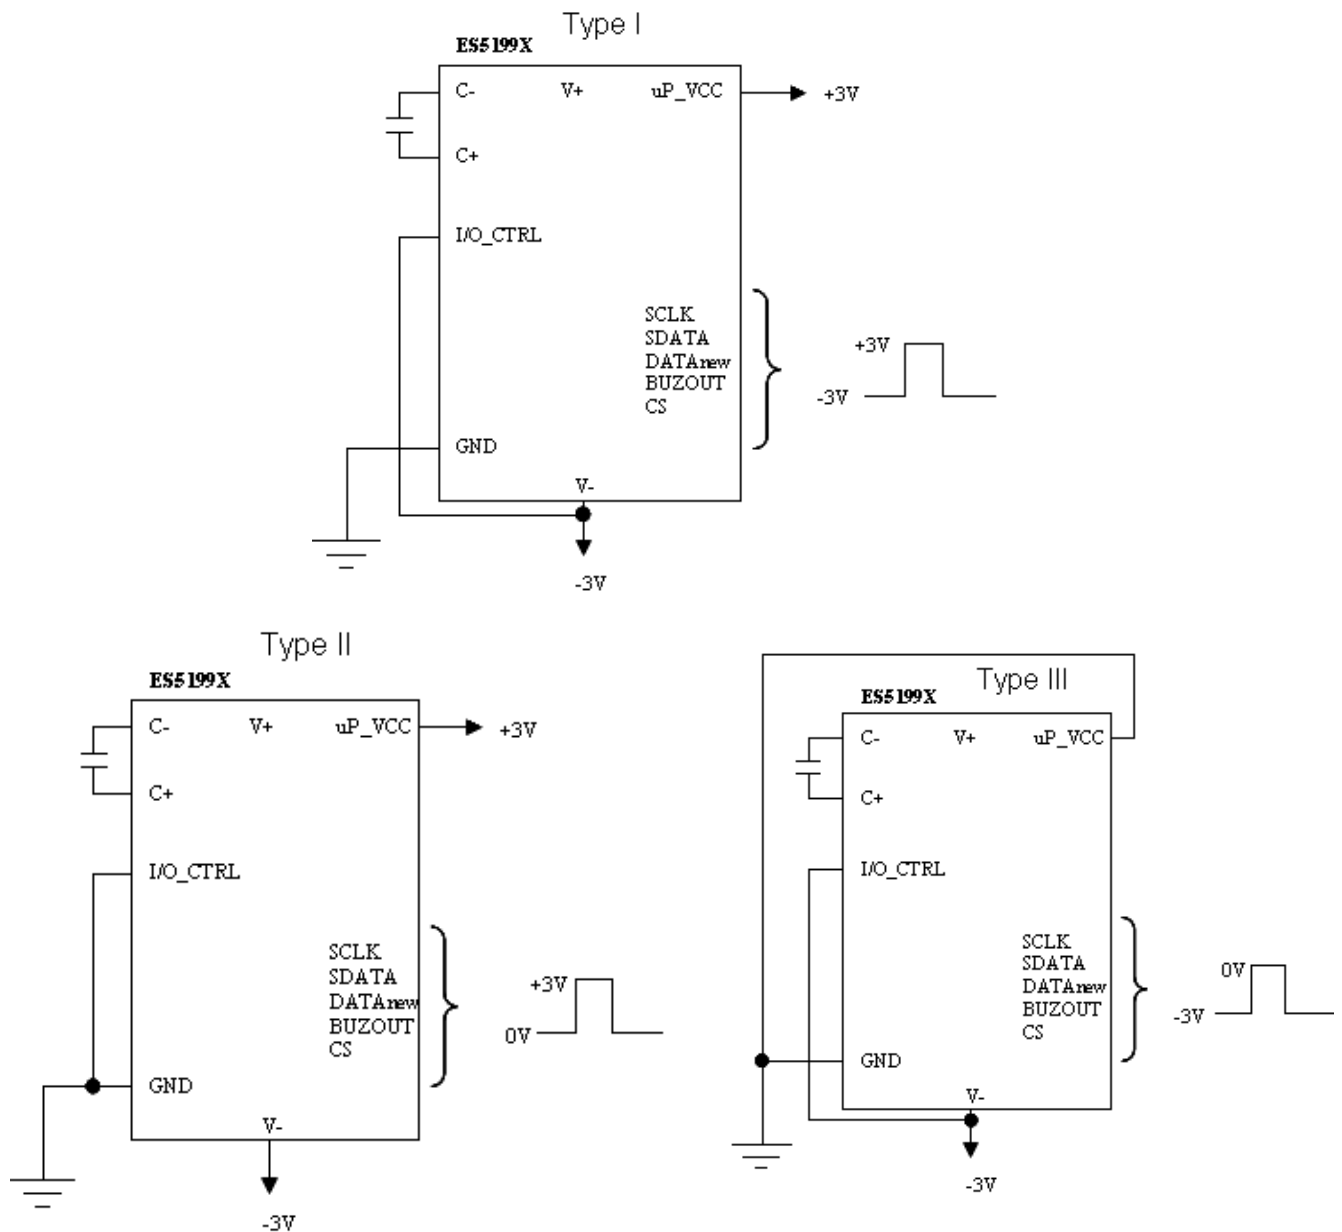 Type I
ES5199X
C- V+ uP_VCC
+3V
C+
I/O_CTRL
SCLK
SDATA
DATAnew
BUZOUT
CS
+3V
-3V
GND
V-
-3V
Type II
ES5199X
C- V+ uP_VCC
+3V
C+
I/O_CTRL
SCLK
SDATA
DATAnew
BUZOUT
CS
+3V
0V
GND
V-
-3V
Type III
ES5199X
C- V+ uP_VCC
C+
I/O_CTRL
SCLK
SDATA
DATAnew
BUZOUT
CS
0V
-3V
GND
V-
-3V